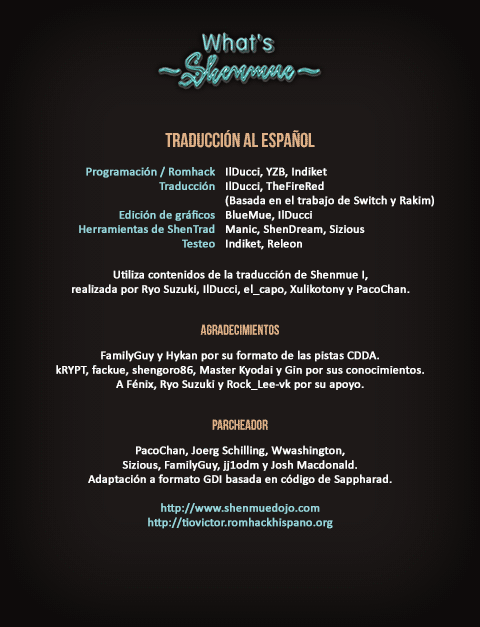 What's
~Shenmue~
TRADUCCIÓN AL ESPAÑOL
Programación / Romhack IlDucci, YZB, Indiket
Traducción IlDucci, TheFireRed
(Basada en el trabajo de Switch y Rakim)
Edición de gráficos BlueMue, IlDucci
Herramientas de ShenTrad Manic, ShenDream, Sizious
Testeo Indiket, Releon
Utiliza contenidos de la traducción de Shenmue I,
realizada por Ryo Suzuki, IlDucci, el_capo, Xulikotony y PacoChan.
AGRADECIMIENTOS
FamilyGuy y Hykan por su formato de las pistas CDDA.
kRYPT, fackue, shengoro86, Master Kyodai y Gin por sus conocimientos.
A Fénix, Ryo Suzuki y Rock_Lee-vk por su apoyo.
PARCHEADOR
PacoChan, Joerg Schilling, Wwashington,
Sizious, FamilyGuy, jj1odm y Josh Macdonald.
Adaptación a formato GDI basada en código de Sappharad.
http://www.shenmuedojo.com
http://tiovictor.romhackhispano.org